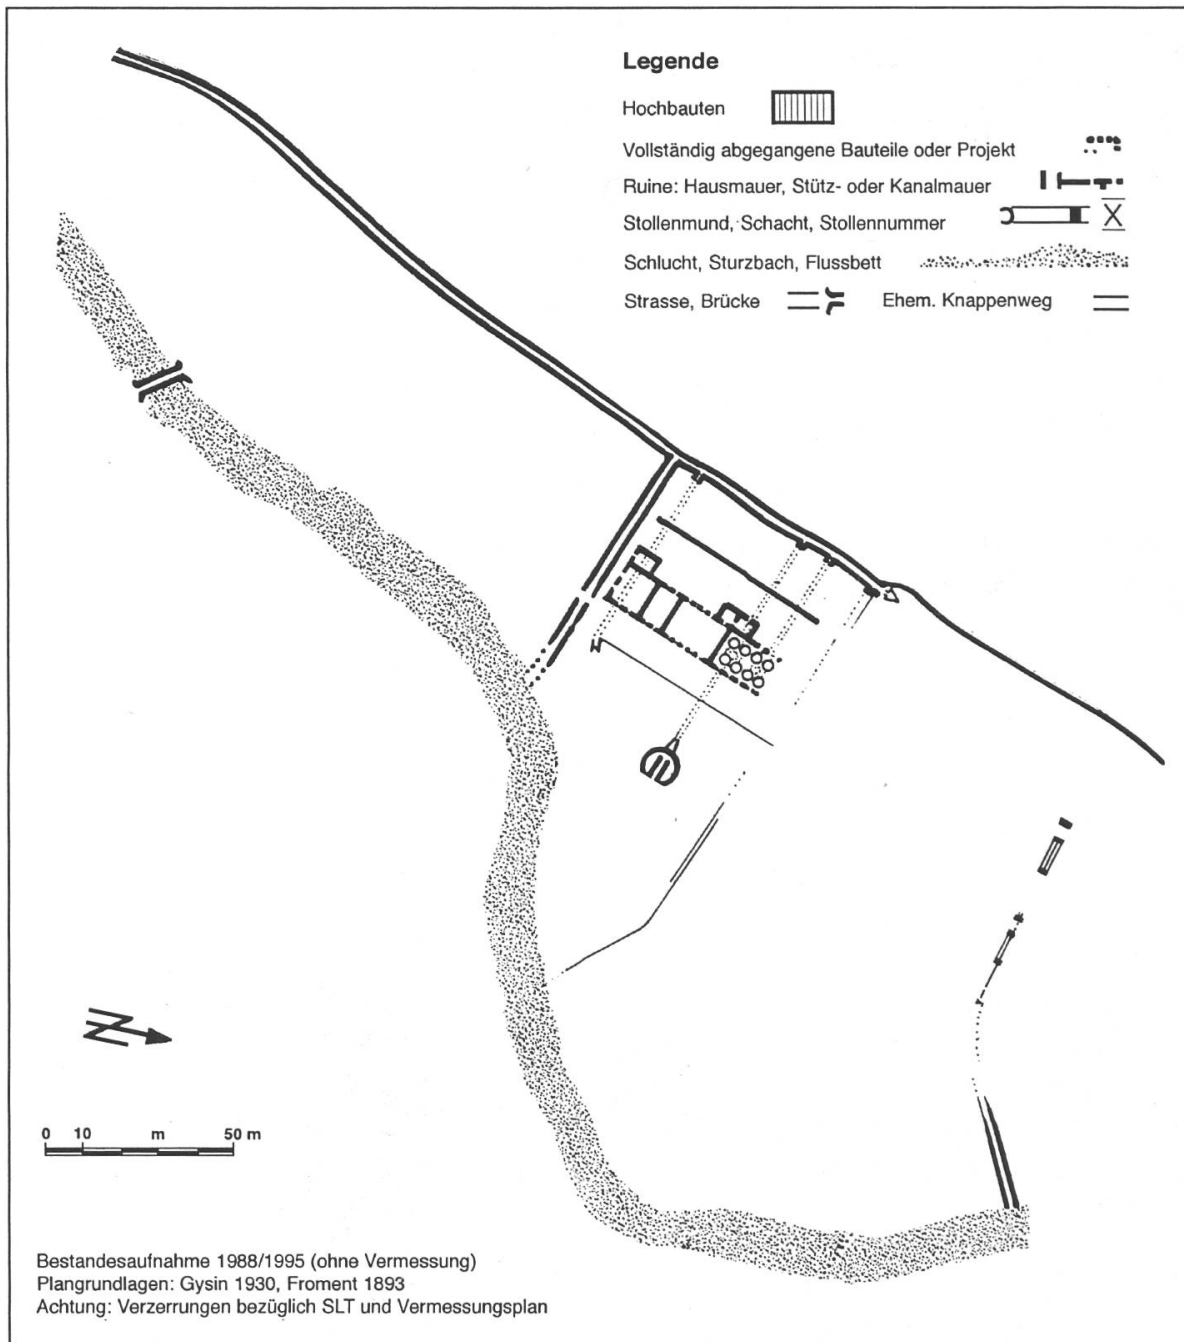 Legende
Hochbauten
Vollständig abgegangene Bauteile oder Projekt
Ruine: Hausmauer, Stütz- oder Kanalmauer
Stollenmund, Schacht, Stollennummer
Schlucht, Sturzbach, Flussbett
Strasse, Brücke Ehem. Knappenweg
0 10 m 50 m
Bestandesaufnahme 1988/1995 (ohne Vermessung)
Plangrundlagen: Gysin 1930, Froment 1893
Achtung: Verzerrungen bezüglich SLT und Vermessungsplan